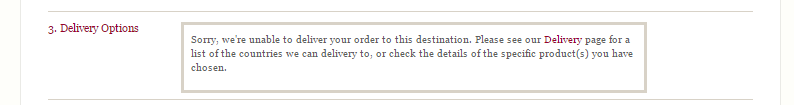 3. Delivery Options
Sorry, we're unable to deliver your order to this destination. Please see our Delivery page for a
list of the countries we can delivery to, or check the details of the specific product(s) you have
chosen.